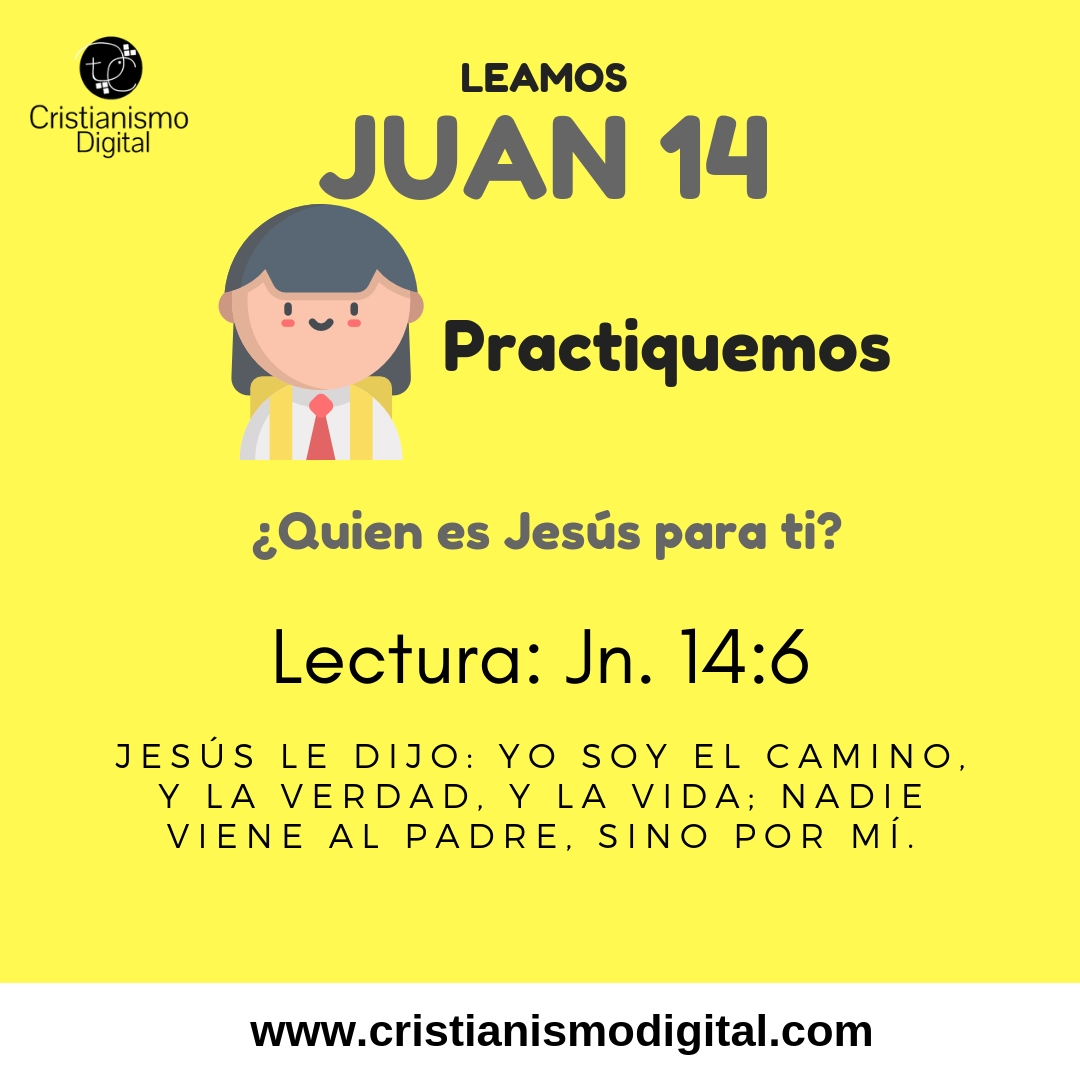 Cristianismo
Digital
LEAMOS
JUAN 14
Practiquemos
¿Quien es Jesús para ti?
Lectura: Jn. 14:6
JESÚS LE DIJO: YO SOY EL CAMINO,
Y LA VERDAD, Y LA VIDA; NADIE
VIENE AL PADRE, SINO POR MÍ.
www.cristianismodigital.com